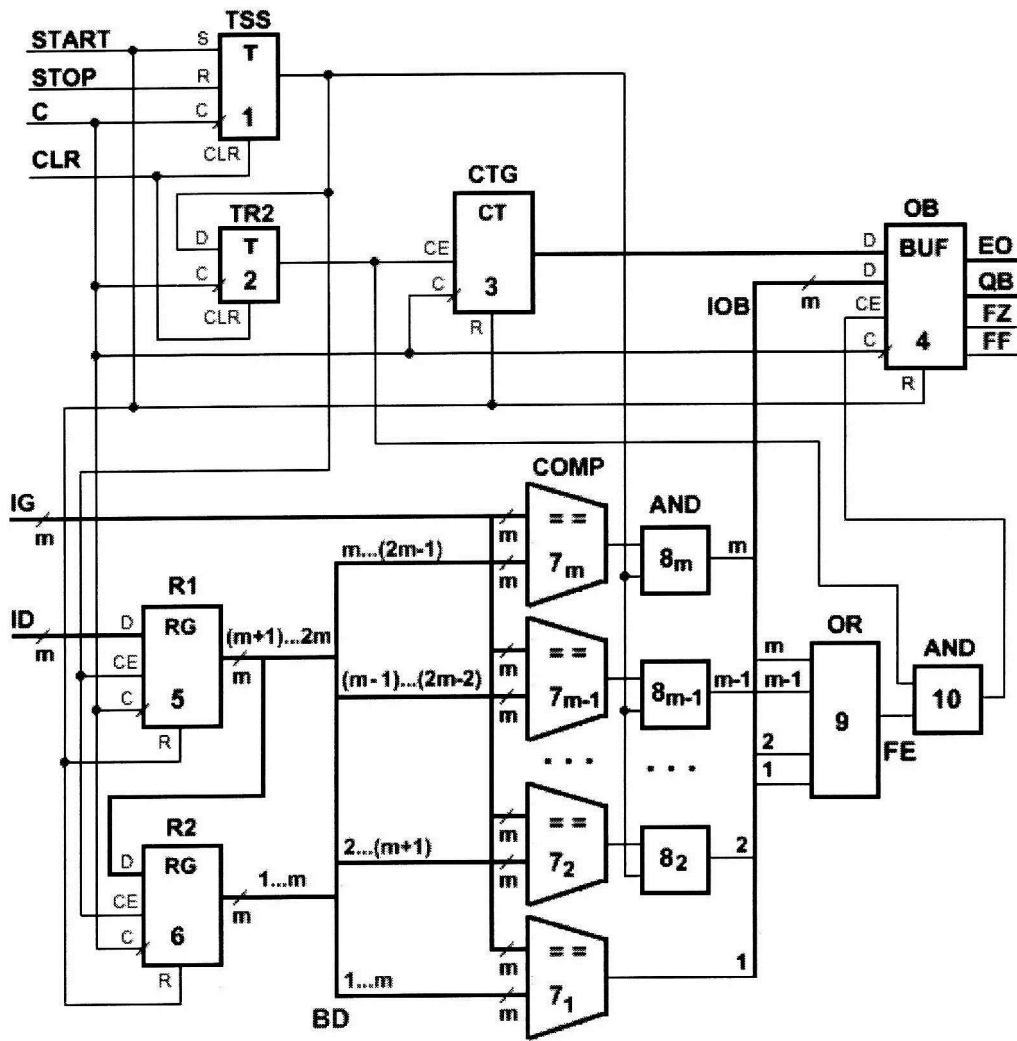 TSS
START
S
T
STOP
R
C
C
1
CLR
CLR
CTG
TR2
CT
OB
D
T
D
BUF
EO
CE
D
QB
C
2
C
3
IOB
m
CE
FZ
CLR
R
C
4
FF
R
COMP
IG
m
AND
m
= =
m...(2m-1)
7m
8m
m
m
R1
ID
m
D
RG
(m+1)...2m
OR
m
= =
m
AND
CE
m
(m-1)...(2m-2)
7m-1
8m-1
m-1
m-1
C
5
m
9
10
R
2
FE
. . .
. . .
1
R2
m
= =
D
RG
2...(m+1)
2
1...m
72
82
CE
m
m
C
6
m
= =
1
R
1...m
71
BD
m